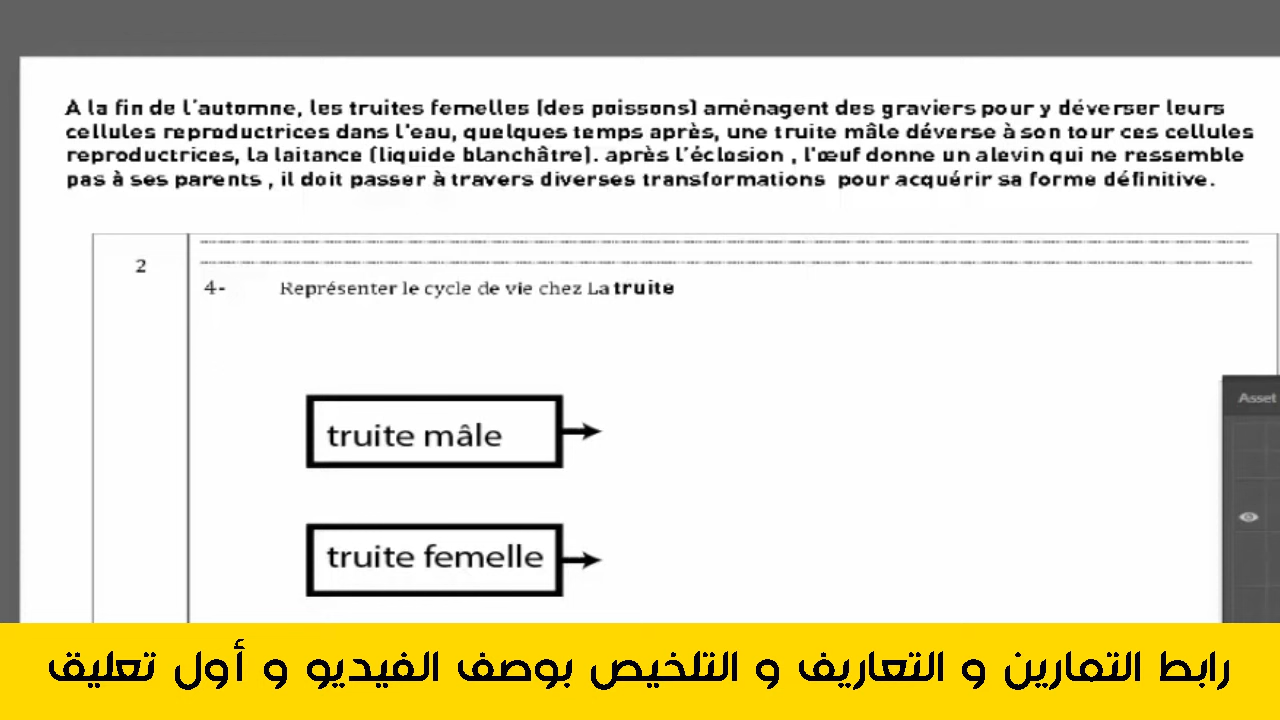 A la fin de l'automne, les truites femelles (des poissons) aménagent des graviers pour y déverser leurs
cellules reproductrices dans l'eau, quelques temps après, une truite mâle déverse à son tour ces cellules
reproductrices, la laitance (liquide blanchâtre). après l'éclosion , l'œuf donne un alevin qui ne ressemble
pas à ses parents , il doit passer à travers diverses transformations pour acquérir sa forme définitive.
2
4- Représenter le cycle de vie chez La truite
Asset
truite mâle
truite femelle
رابط التمارين و التعاريف و التلخيص بوصف الفيديو و أول تعليق